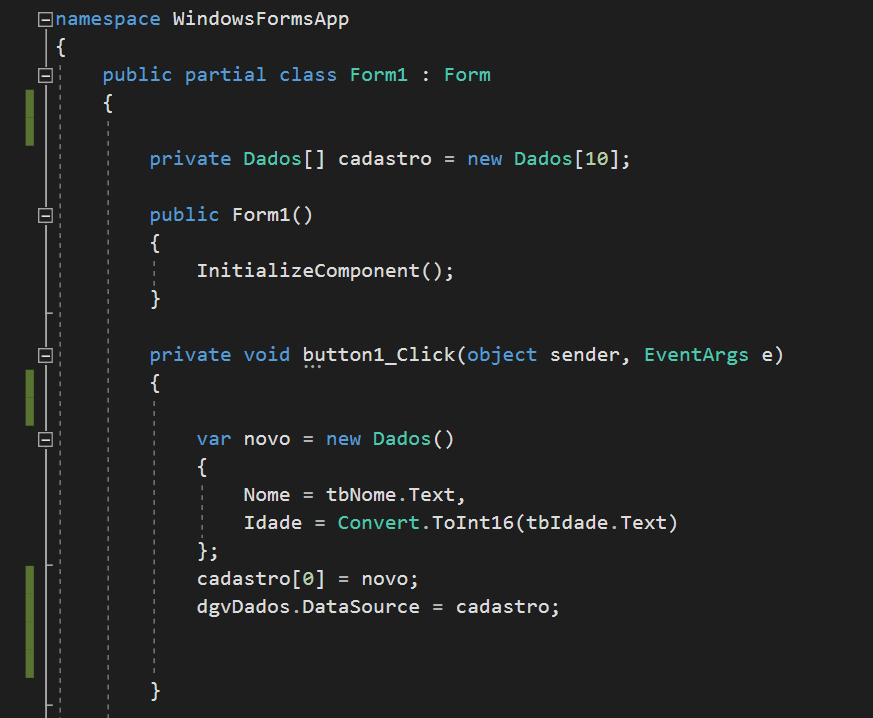 namespace WindowsFormsApp
{
public partial class Form1 : Form
{
private Dados[] cadastro = new Dados[10];
public Form1()
{
InitializeComponent();
}
private void button1_Click(object sender, EventArgs e)
{
var novo = new Dados()
{
Nome = tbNome.Text,
Idade = Convert.ToInt16(tbIdade.Text)
};
cadastro[0] = novo;
dgvDados.DataSource = cadastro;
}